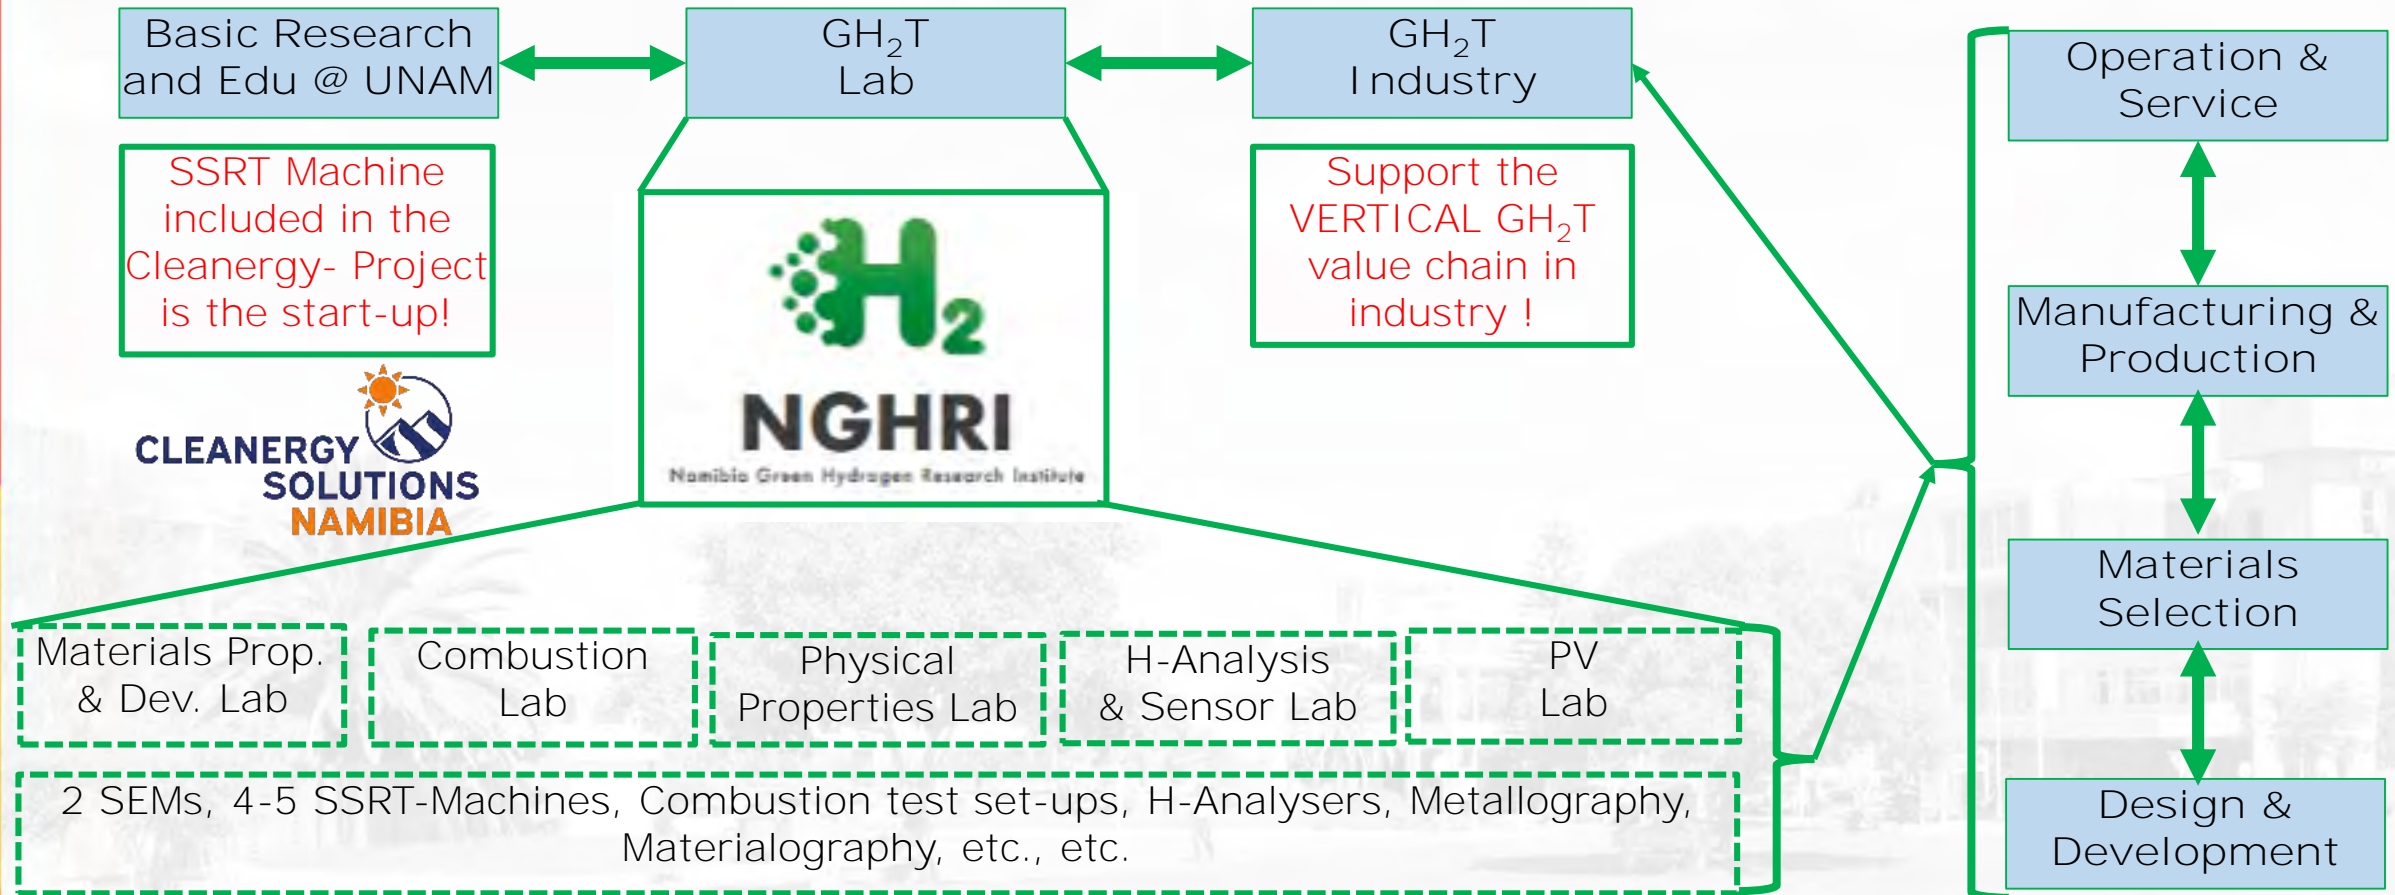 Basic Research
and Edu @ UNAM
GH₂T
Lab
GH₂T
Industry
SSRT Machine
included in the
Cleanergy- Project
is the start-up!
H2
NGHRI
Namibia Green Hydrogen Research Institute
Support the
VERTICAL GH₂T
value chain in
industry !
CLEANERGY
SOLUTIONS
NAMIBIA
Operation &
Service
Manufacturing &
Production
Materials
Selection
Design &
Development
Materials Prop.
& Dev. Lab
Combustion
Lab
Physical
Properties Lab
H-Analysis
& Sensor Lab
PV
Lab
2 SEMs, 4-5 SSRT-Machines, Combustion test set-ups, H-Analysers, Metallography,
Materialography, etc., etc.